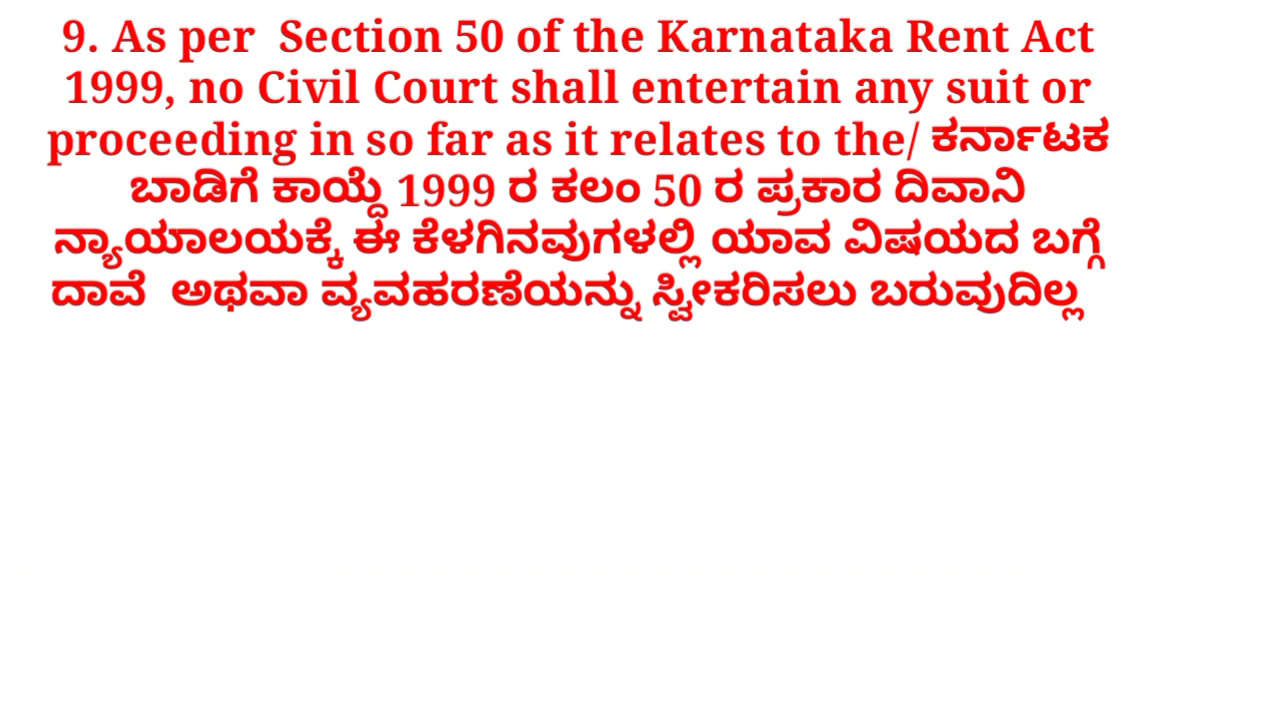 9. As per  Section 50 of the Karnataka Rent Act
1999, no Civil Court shall entertain any suit or
proceeding in so far as it relates to the/ ಕರ್ನಾಟಕ
ಬಾಡಿಗೆ ಕಾಯ್ದೆ 1999 ರ ಕಲಂ 50 ರ ಪ್ರಕಾರ ದಿವಾನಿ
ನ್ಯಾಯಾಲಯಕ್ಕೆ ಈ ಕೆಳಗಿನವುಗಳಲ್ಲಿ ಯಾವ ವಿಷಯದ ಬಗ್ಗೆ
ದಾವೆ  ಅಥವಾ ವ್ಯವಹರಣೆಯನ್ನು ಸ್ವೀಕರಿಸಲು ಬರುವುದಿಲ್ಲ